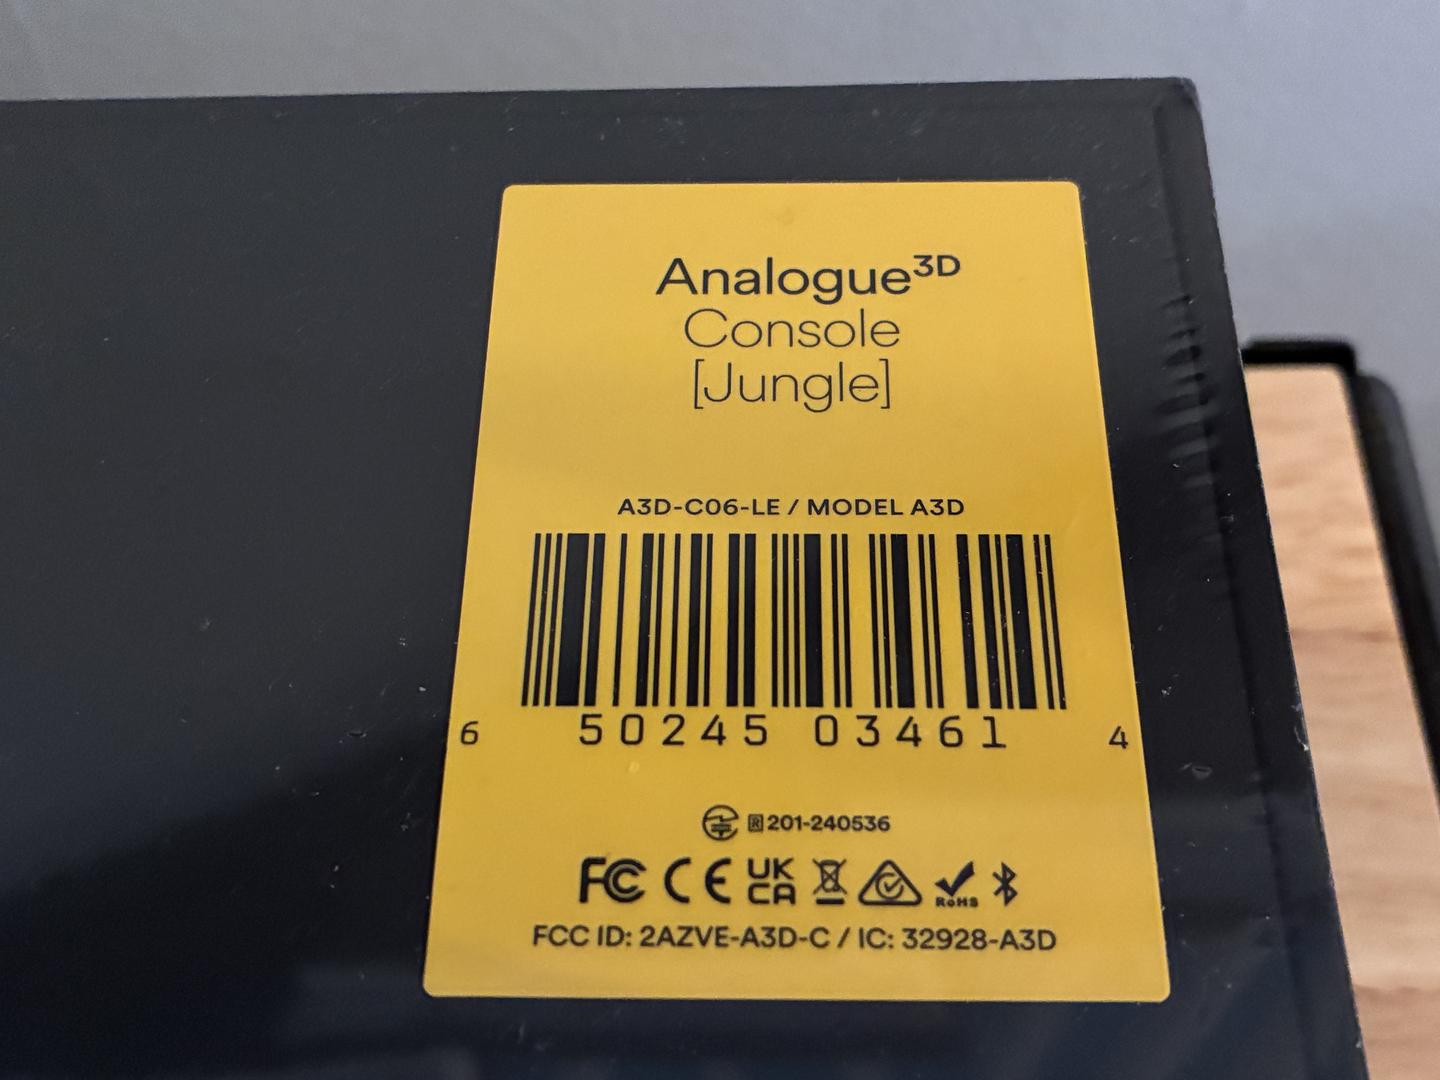 Analogue3D
Console
[Jungle]
A3D-C06-LE / MODEL A3D
6 50245 03461 4
R 201-240536
FC CE UK CA RoHS
FCC ID: 2AZVE-A3D-C / IC: 32928-A3D